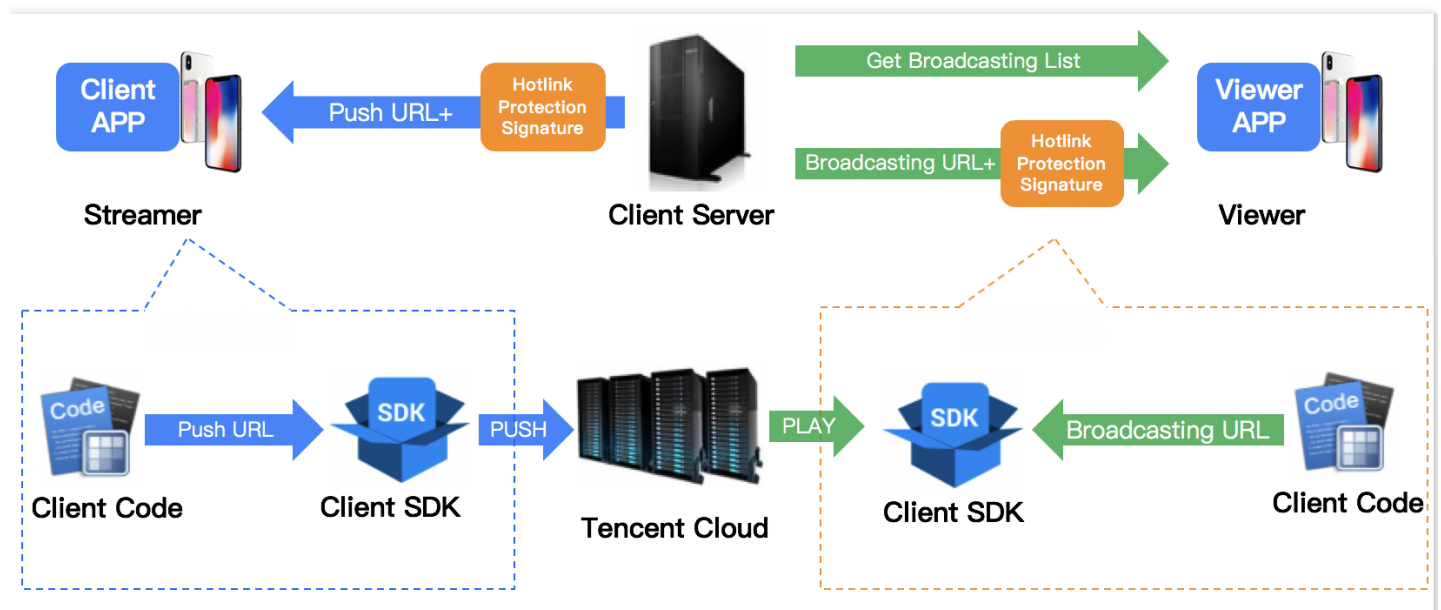 Client
APP
Push URL+
Hotlink
Protection
Signature
Get Broadcasting List
Broadcasting URL+
Hotlink
Protection
Signature
Viewer
APP
Streamer
Client Server
Viewer
Code
Push URL
SDK
PUSH
PLAY
SDK
Broadcasting URL
Code
Client Code
Client SDK
Tencent Cloud
Client SDK
Client Code